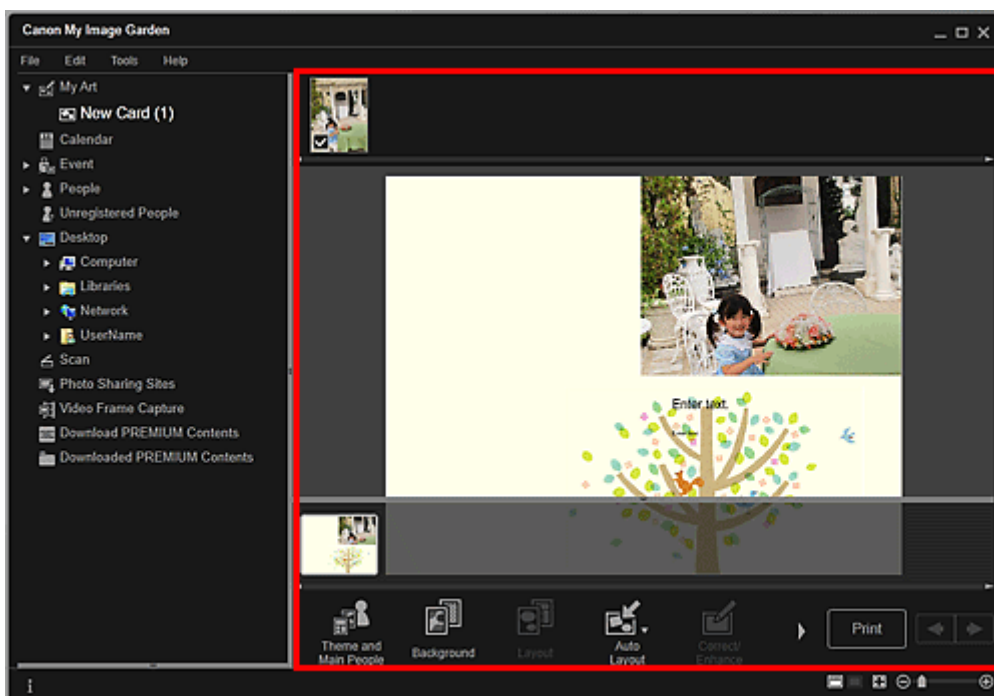 Canon My Image Garden
File Edit Tools Help
My Art
New Card (1)
Calendar
Event
People
Unregistered People
Desktop
Computer
Libraries
Network
UserName
Scan
Photo Sharing Sites
Video Frame Capture
Download PREMIUM Contents
Downloaded PREMIUM Contents
Enter text.
Theme and
Main People
Background
Layout
Auto
Layout
Correct/
Enhance
Print